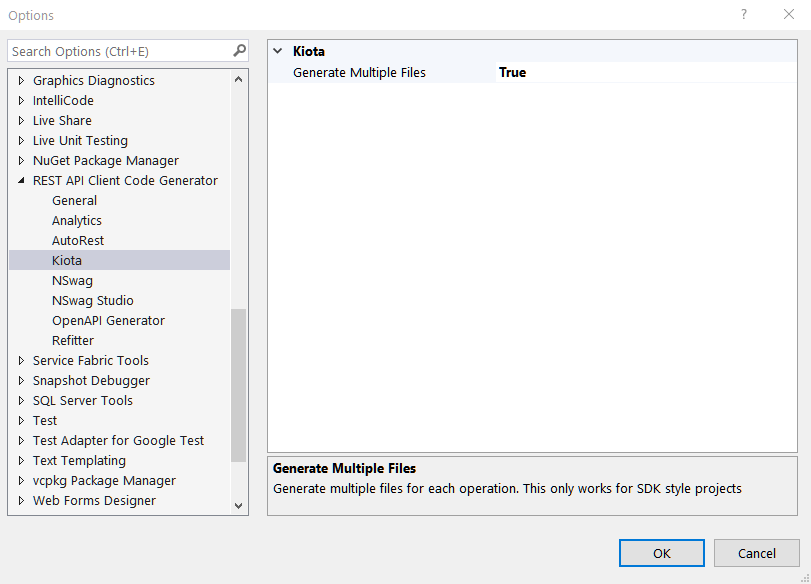 Options
?
Search Options (Ctrl+E)
Graphics Diagnostics
IntelliCode
Live Share
Live Unit Testing
NuGet Package Manager
REST API Client Code Generator
General
Analytics
AutoRest
Kiota
NSwag
NSwag Studio
OpenAPI Generator
Refitter
Service Fabric Tools
Snapshot Debugger
SQL Server Tools
Test
Test Adapter for Google Test
Text Templating
vcpkg Package Manager
Web Forms Designer
Kiota
Generate Multiple Files True
Generate Multiple Files
Generate multiple files for each operation. This only works for SDK style projects
OK Cancel